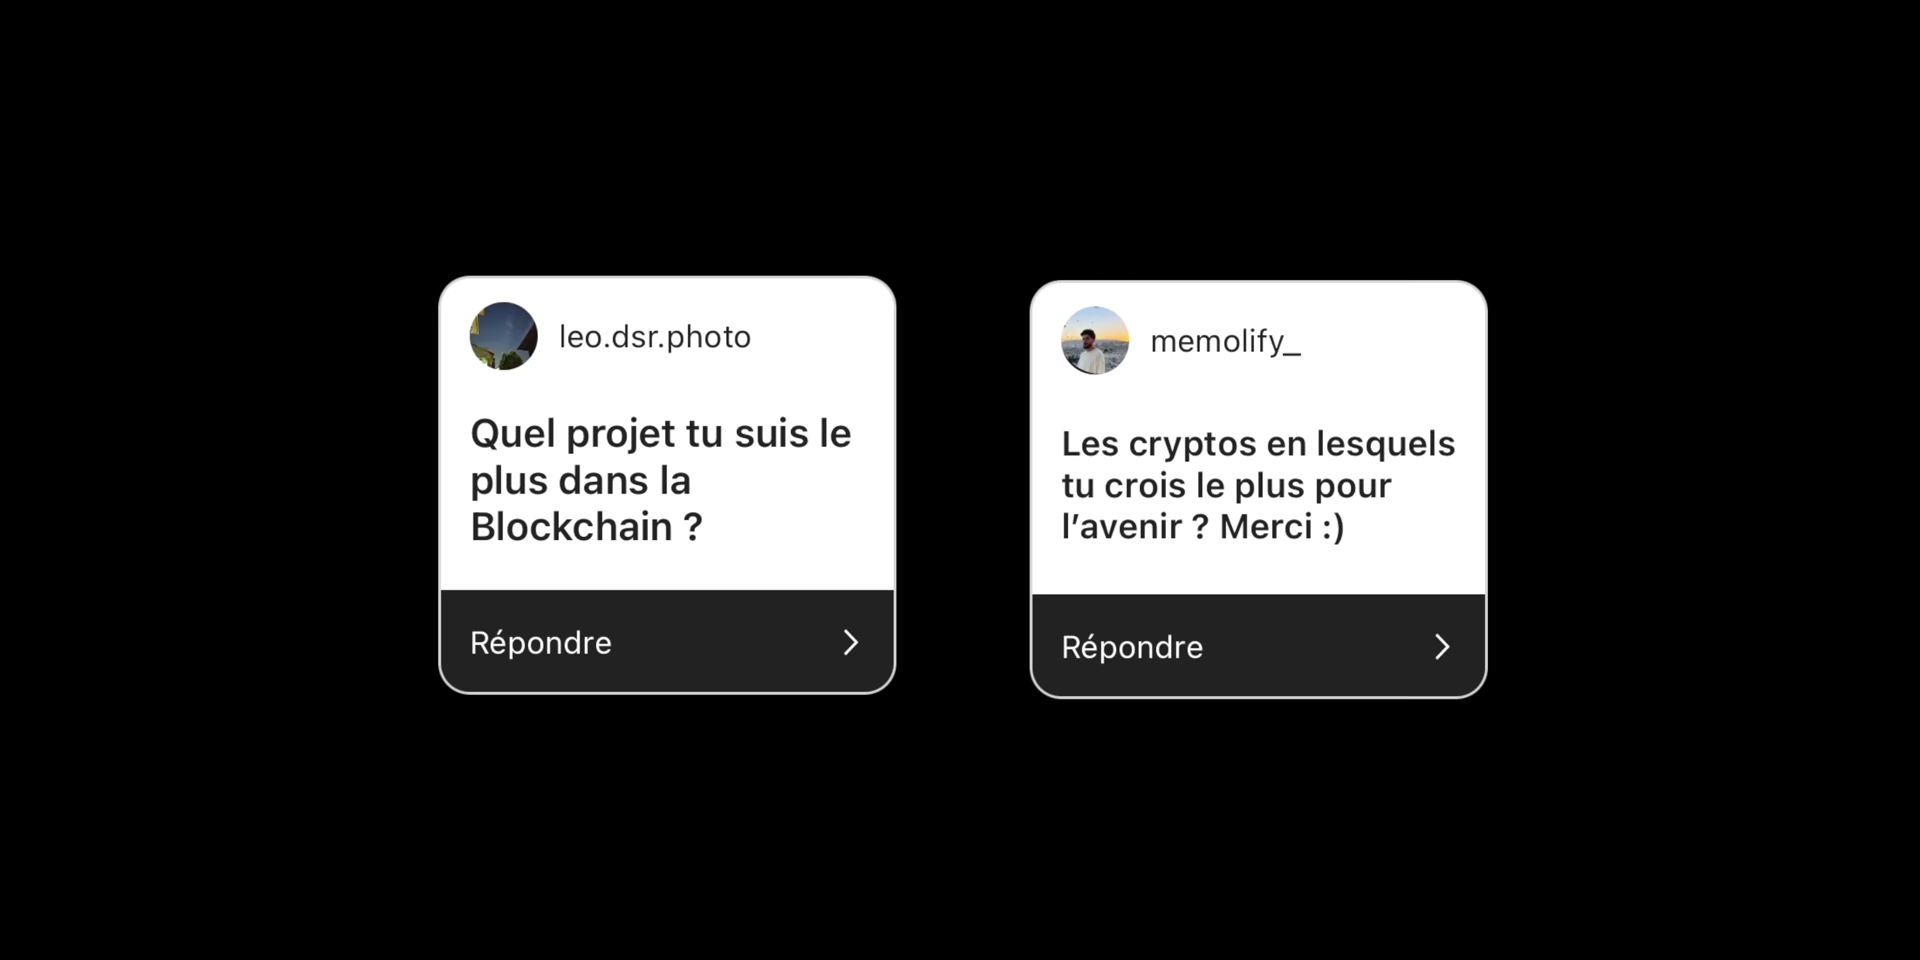 leo.dsr.photo
Quel projet tu suis le
plus dans la
Blockchain ?
Répondre
memolify_
Les cryptos en lesquels
tu crois le plus pour
l’avenir ? Merci :)
Répondre